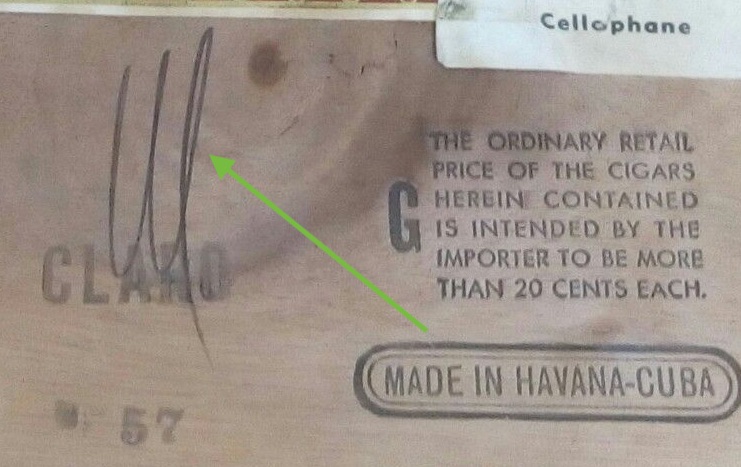 Cellophane
THE ORDINARY RETAIL
PRICE OF THE CIGARS
G HEREIN CONTAINED
IS INTENDED BY THE
IMPORTER TO BE MORE
THAN 20 CENTS EACH.
CLARO
MADE IN HAVANA-CUBA
57